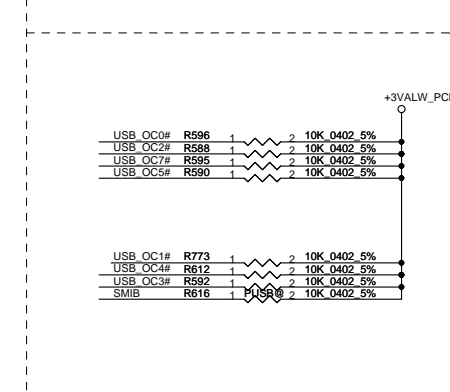 +3VALW_PC
USB_OC0# R596 1 2 10K_0402_5%
USB_OC2# R588 1 2 10K_0402_5%
USB_OC7# R595 1 2 10K_0402_5%
USB_OC5# R590 1 2 10K_0402_5%
USB_OC1# R773 1 2 10K_0402_5%
USB_OC4# R612 1 2 10K_0402_5%
USB_OC3# R592 1 2 10K_0402_5%
SMIB R616 1 PUSB@ 2 10K_0402_5%